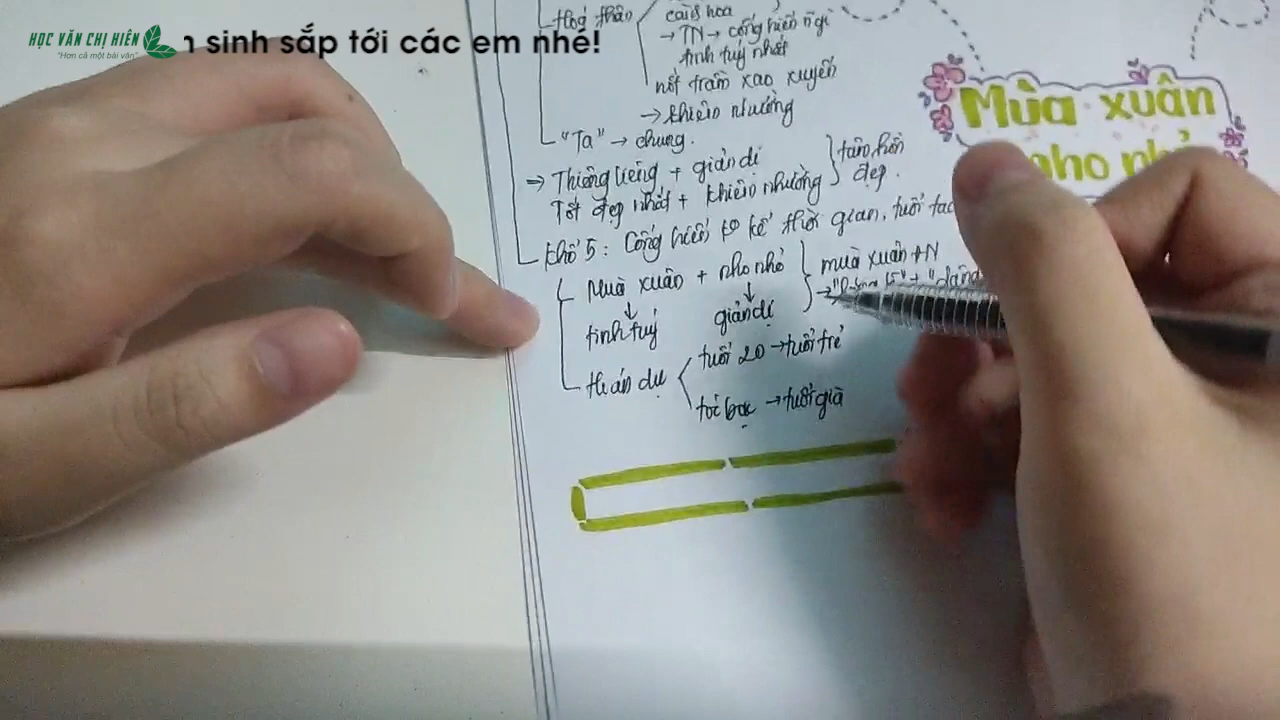 HỌC VĂN CHỊ HIÊN
"Hơn cả một bài văn"
sinh sắp tới các em nhé!
cành hoa
→ TN → cống hiến n~ gì
tinh tuý nhất
nốt trầm xao xuyến
→ khiêm nhường
"Ta" → chung.
⇒ Thiêng liêng + giản dị
Tốt đẹp nhất + khiêm nhường } tâm hồn đẹp.
Khổ 5: Cống hiến ko kể thời gian, tuổi tác
Mùa xuân + nho nhỏ } mùa xuân +N
↓ ↓
tinh tuý giản dị
Hoán dụ
tuổi 20 → tuổi trẻ
tóc bạc → tuổi già
Mùa xuân
nho nhỏ